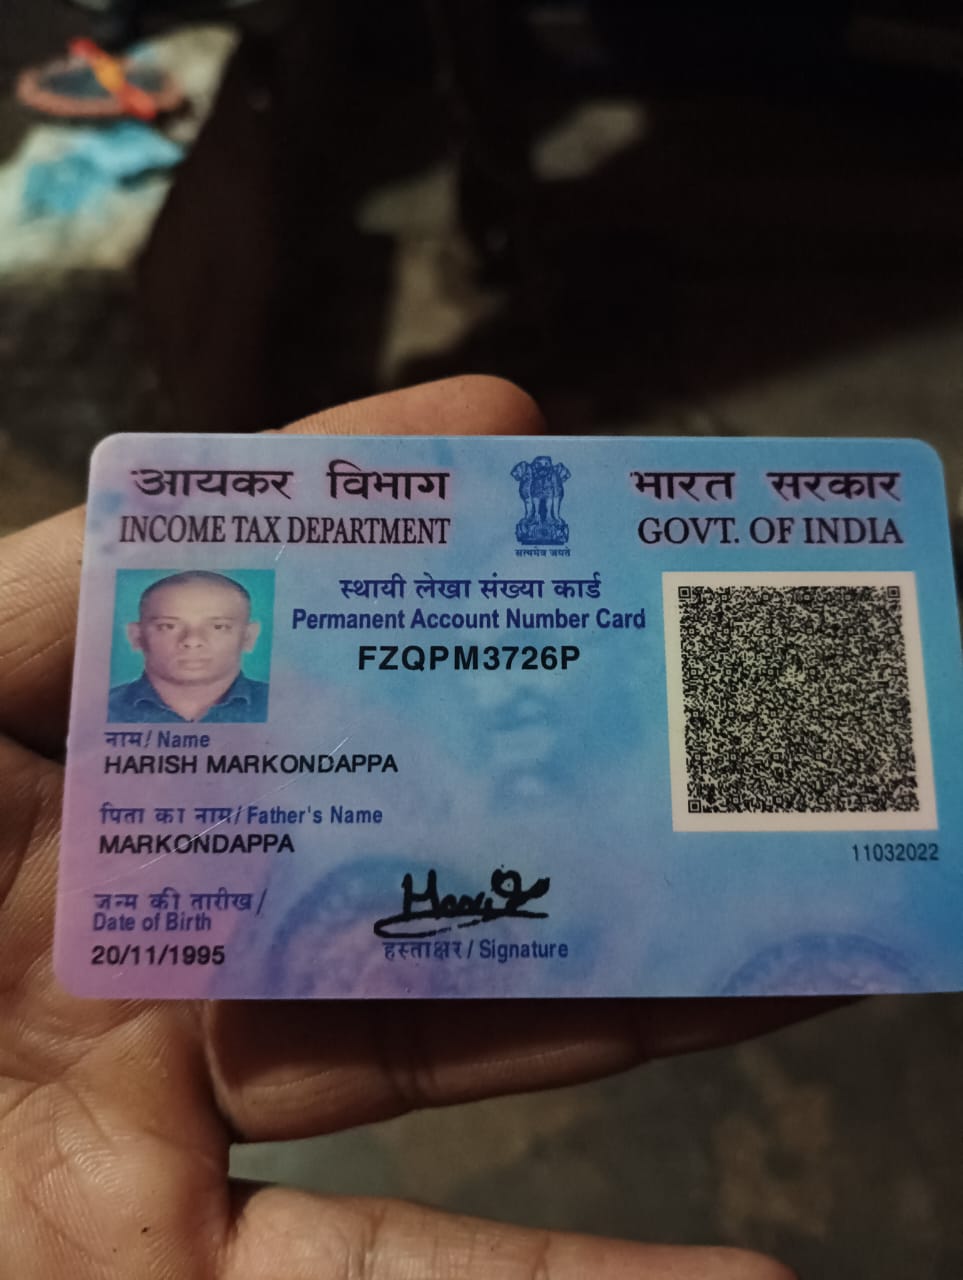 आयकर विभाग
INCOME TAX DEPARTMENT
सत्यमेव जयते
भारत सरकार
GOVT. OF INDIA
स्थायी लेखा संख्या कार्ड
Permanent Account Number Card
FZQPM3726P
नाम/ Name
HARISH MARKONDAPPA
पिता का नाम/ Father's Name
MARKONDAPPA
जन्म की तारीख/
Date of Birth
20/11/1995
हस्ताक्षर/ Signature
11032022